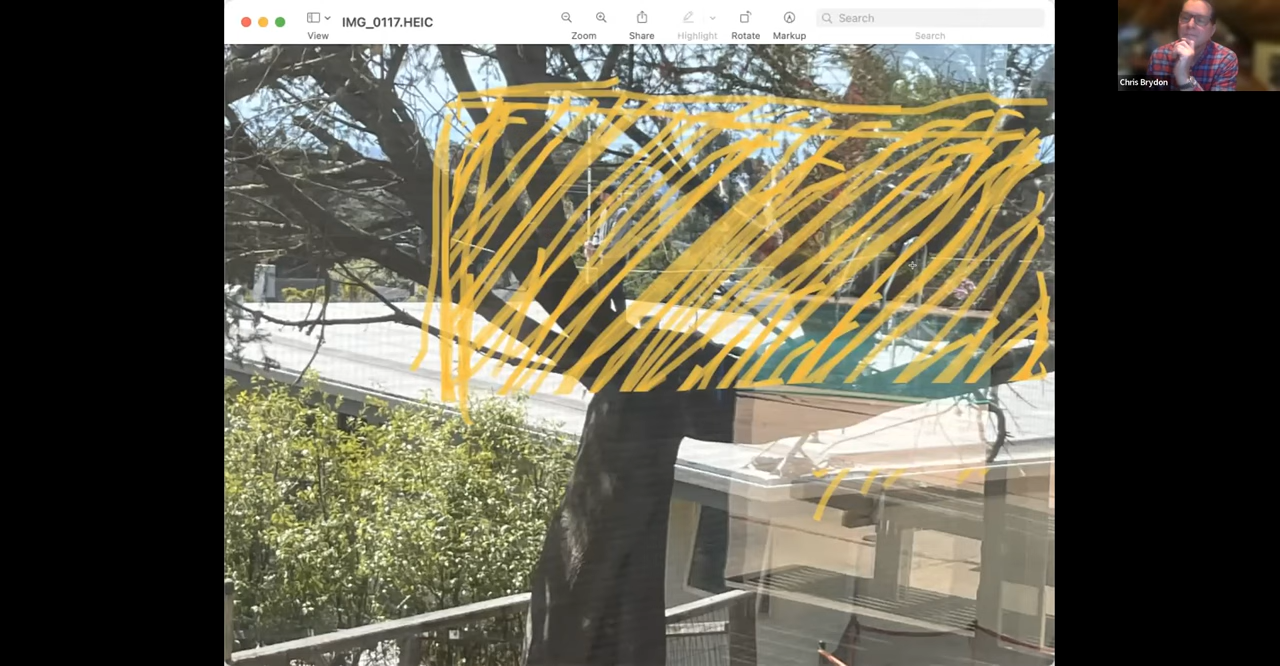 IMG_0117.HEIC
View
Zoom
Share
Highlight
Rotate
Markup
Search
Search
Chris Brydon